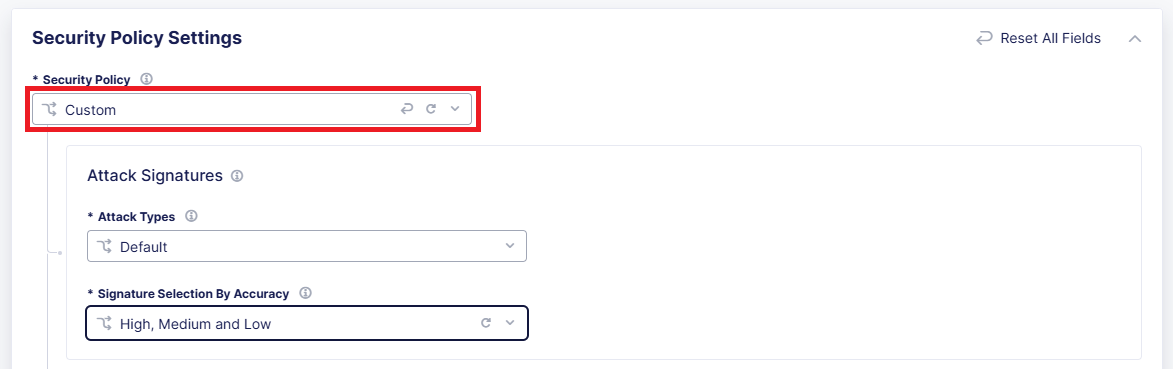 Security Policy Settings
Reset All Fields
* Security Policy
Custom
Attack Signatures
* Attack Types
Default
* Signature Selection By Accuracy
High, Medium and Low